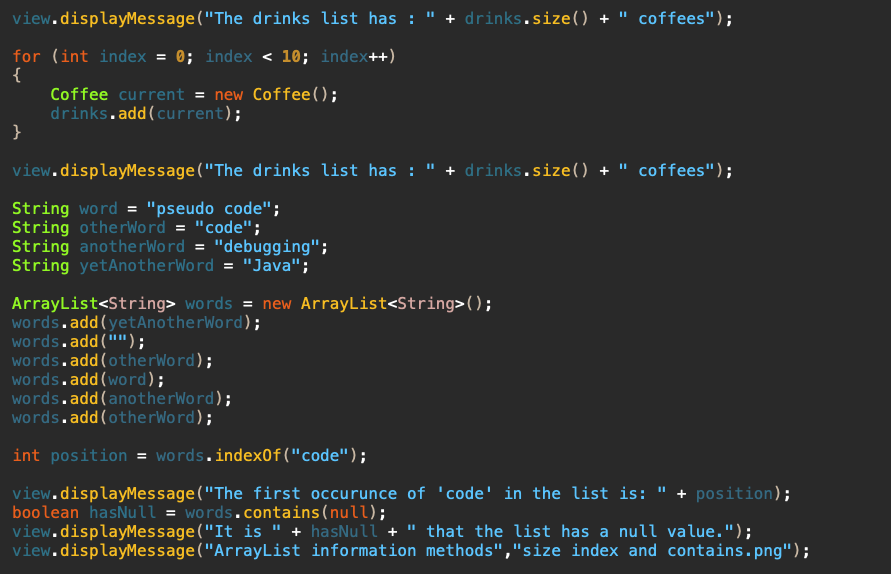 view.displayMessage("The drinks list has : " + drinks.size() + " coffees");
for (int index = 0; index < 10; index++)
{
Coffee current = new Coffee();
drinks.add(current);
}
view.displayMessage("The drinks list has : " + drinks.size() + " coffees");
String word = "pseudo code";
String otherWord = "code";
String anotherWord = "debugging";
String yetAnotherWord = "Java";
ArrayList<String> words = new ArrayList<String>();
words.add(yetAnotherWord);
words.add("");
words.add(otherWord);
words.add(word);
words.add(anotherWord);
words.add(otherWord);
int position = words.indexOf("code");
view.displayMessage("The first occurunce of 'code' in the list is: " + position);
boolean hasNull = words.contains(null);
view.displayMessage("It is " + hasNull + " that the list has a null value.");
view.displayMessage("ArrayList information methods","size index and contains.png");